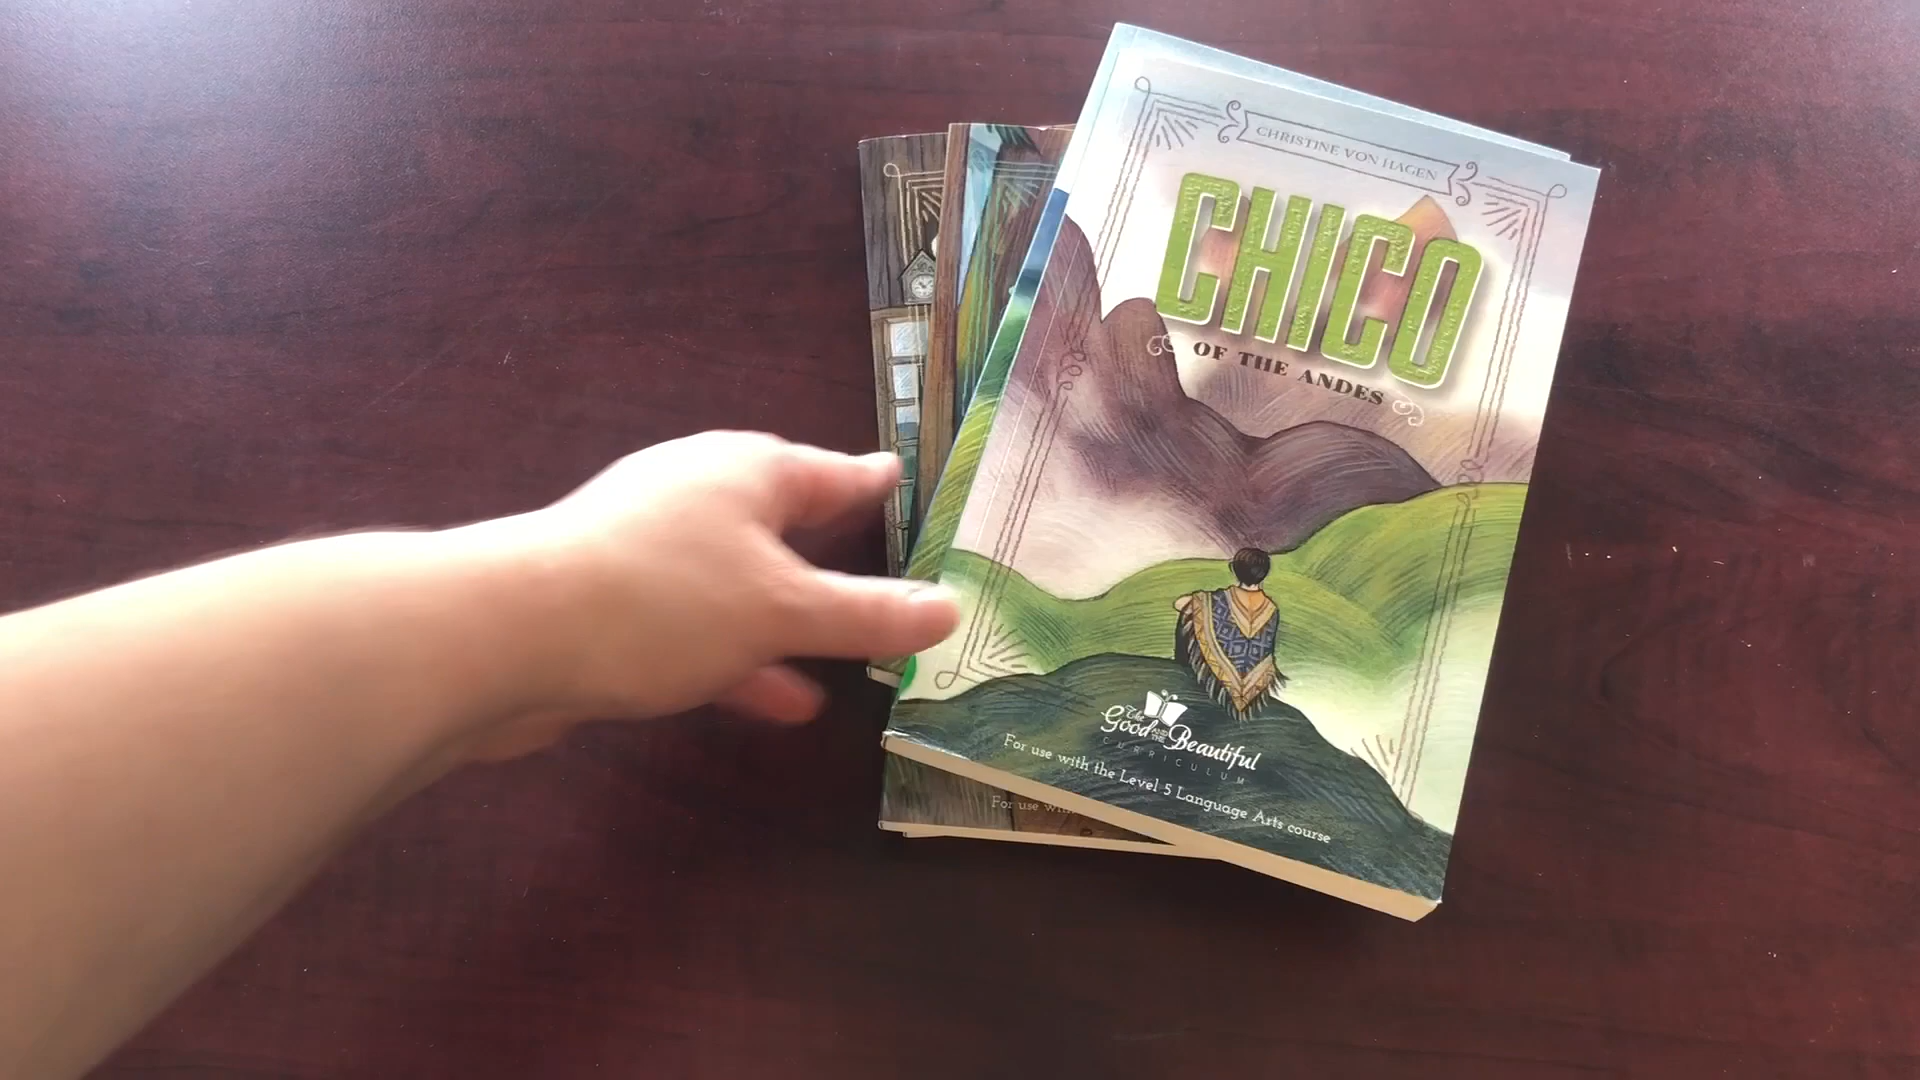 CHRISTINE VON HAGEN
CHICO
OF THE ANDES
The
Good AND THE Beautiful
CURRICULUM
For use with the Level 5 Language Arts course
For use with